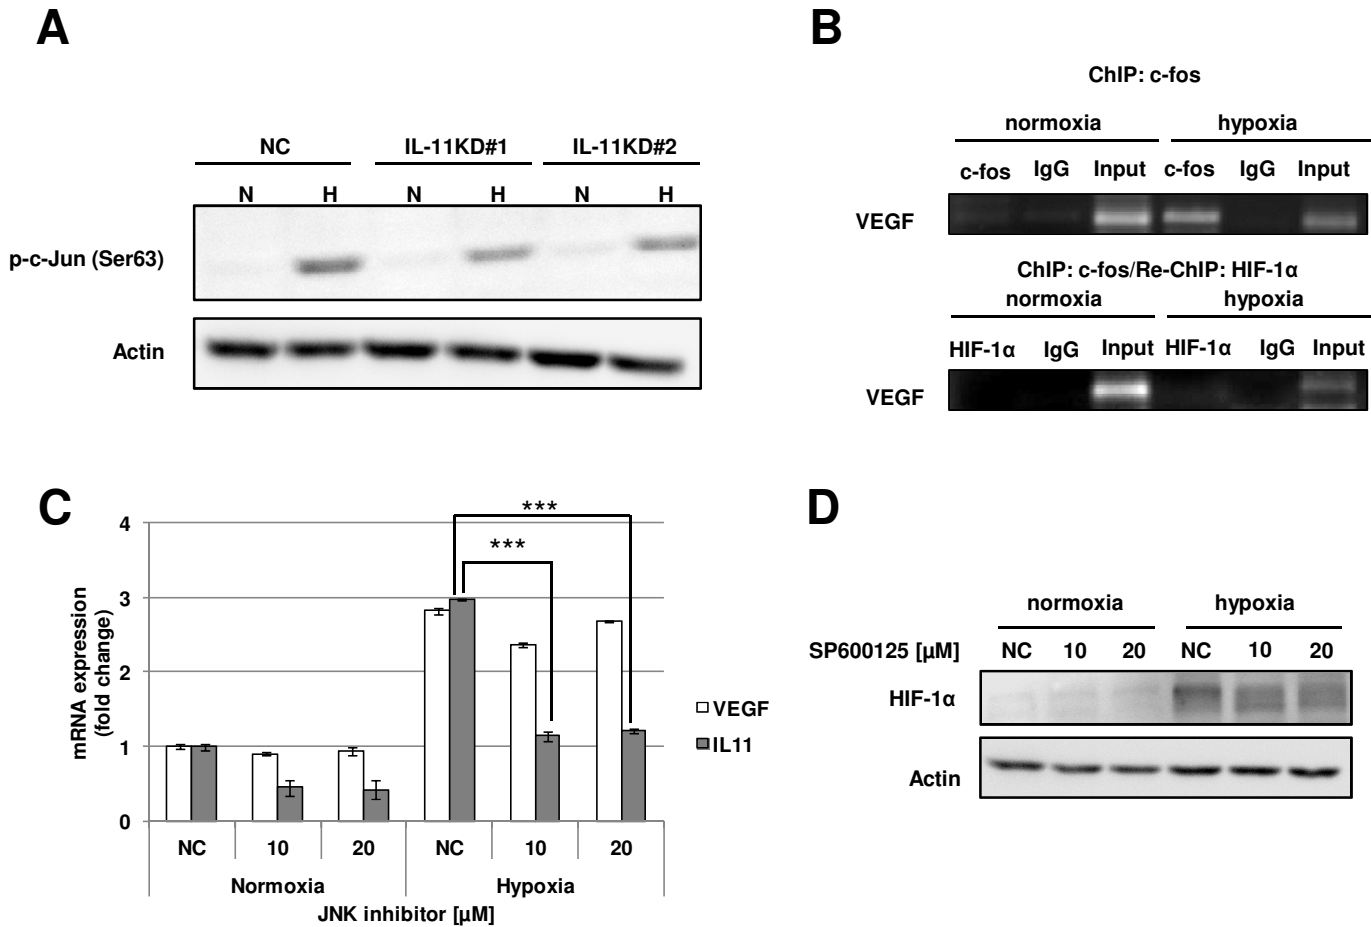 A
NC IL-11KD#1 IL-11KD#2
N H N H N H
p-c-Jun (Ser63)
Actin
B
ChIP: c-fos
normoxia hypoxia
c-fos IgG Input c-fos IgG Input
VEGF
ChIP: c-fos/Re-ChIP: HIF-1α
normoxia hypoxia
HIF-1α IgG Input HIF-1α IgG Input
VEGF
C
mRNA expression
(fold change)
4
3
2
1
0
***
***
NC 10 20 NC 10 20
Normoxia Hypoxia
JNK inhibitor [µM]
VEGF
IL11
D
normoxia hypoxia
SP600125 [µM] NC 10 20 NC 10 20
HIF-1α
Actin